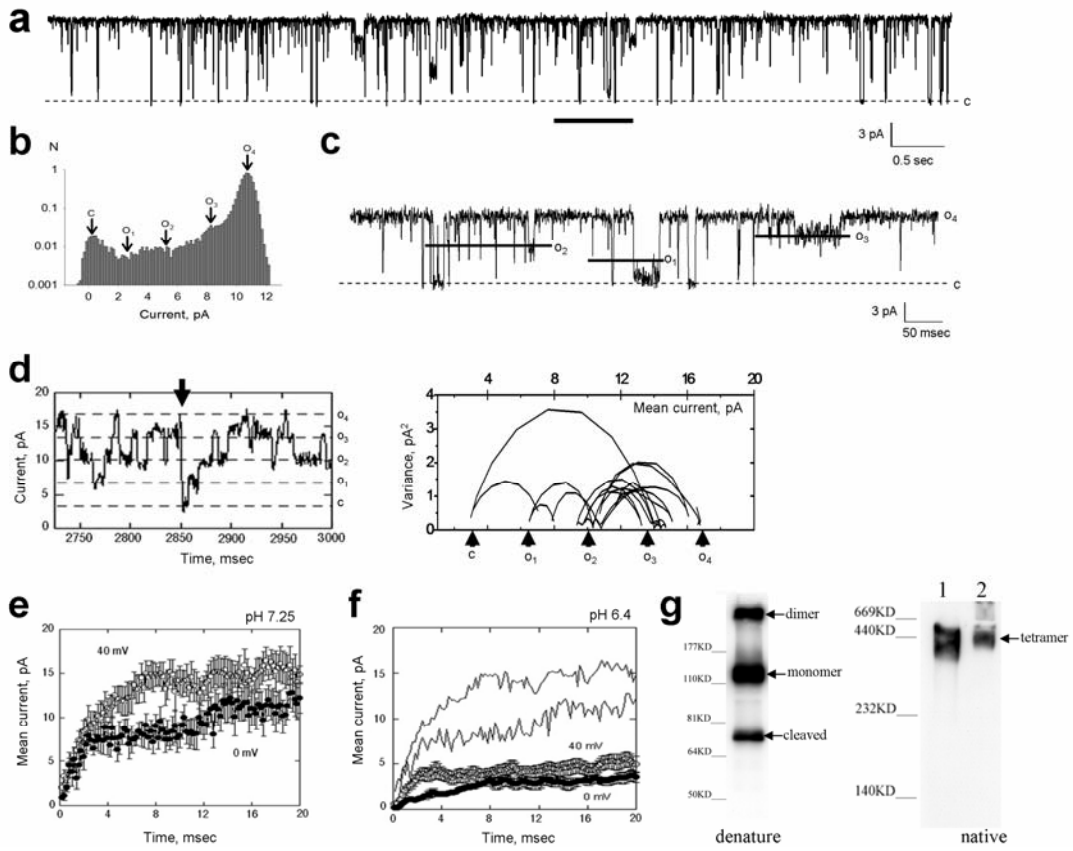 a
c
3 pA
0.5 sec
b
N
1
0.1
0.01
0.001
C
O1
O2
O3
O4
0 2 4 6 8 10 12
Current, pA
c
o4
o3
o2
o1
c
3 pA
50 msec
d
20
15
10
5
0
Current, pA
o4
o3
o2
o1
c
2750 2800 2850 2900 2950 3000
Time, msec
4 8 12 16 20
Mean current, pA
4
3
2
1
0
Variance, pA2
c o1 o2 o3 o4
e
pH 7.25
20
15
10
5
0
Mean current, pA
40 mV
0 mV
0 4 8 12 16 20
Time, msec
f
pH 6.4
20
15
10
5
0
Mean current, pA
40 mV
0 mV
0 4 8 12 16 20
Time, msec
g
177KD
110KD
81KD
64KD
50KD
dimer
monomer
cleaved
denature
1 2
669KD
440KD
232KD
140KD
tetramer
native